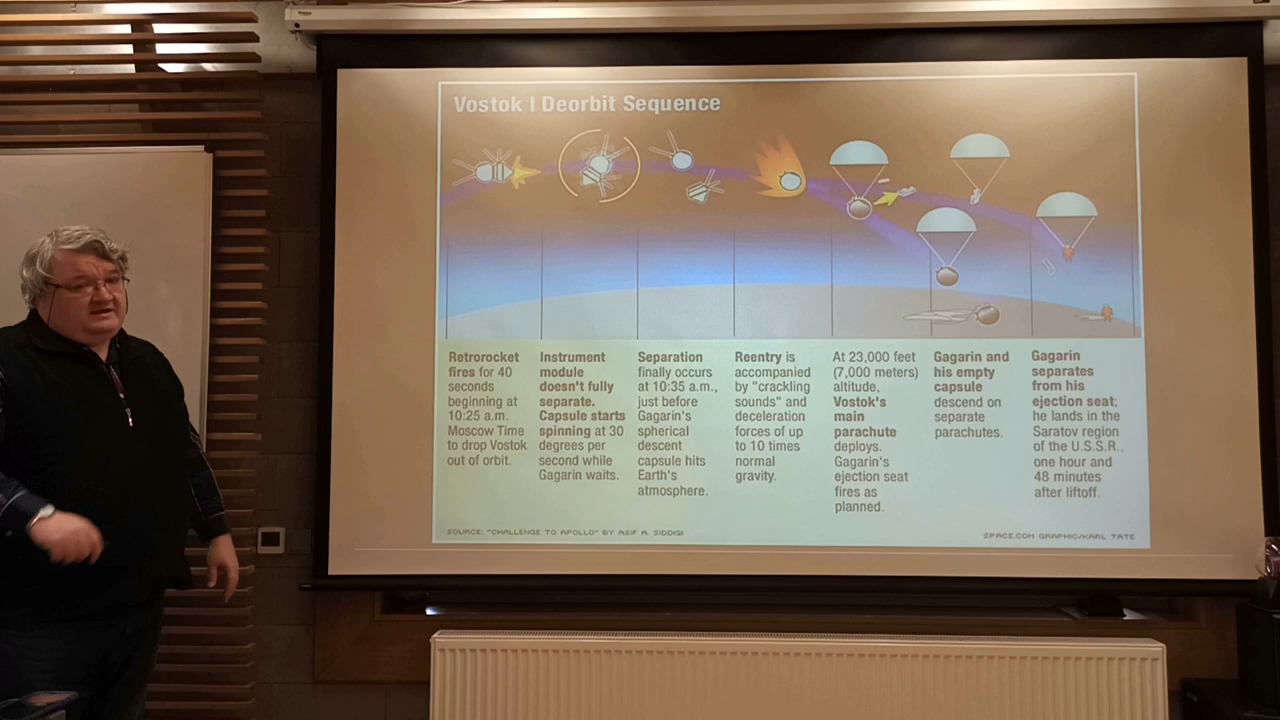 Vostok I Deorbit Sequence
Retrorocket
fires for 40
seconds
beginning at
10:25 a.m.
Moscow Time
to drop Vostok
out of orbit.
Instrument
module
doesn't fully
separate.
Capsule starts
spinning at 30
degrees per
second while
Gagarin waits.
Separation
finally occurs
at 10:35 a.m.,
just before
Gagarin's
spherical
descent
capsule hits
Earth's
atmosphere.
Reentry is
accompanied
by "crackling
sounds" and
deceleration
forces of up
to 10 times
normal
gravity.
At 23,000 feet
(7,000 meters)
altitude,
Vostok's
main
parachute
deploys.
Gagarin's
ejection seat
fires as
planned.
Gagarin and
his empty
capsule
descend on
separate
parachutes.
Gagarin
separates
from his
ejection seat;
he lands in the
Saratov region
of the U.S.S.R.,
one hour and
48 minutes
after liftoff.
SOURCE: "CHALLENGE TO APOLLO" BY ASIF A. SIDDIQI
SPACE.COM GRAPHIC/KARL TATE